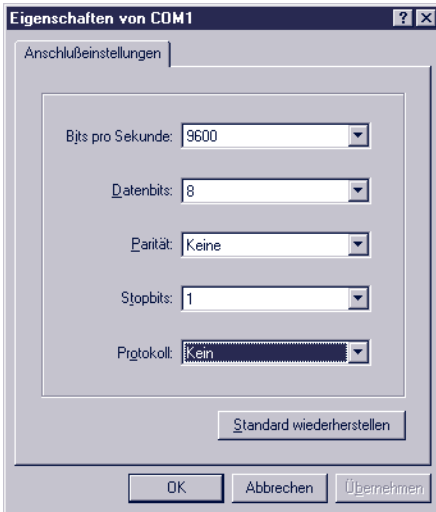 Eigenschaften von COM1
Anschlußeinstellungen
Bits pro Sekunde: 9600
Datenbits: 8
Parität: Keine
Stopbits: 1
Protokoll: Kein
Standard wiederherstellen
OK Abbrechen Übernehmen